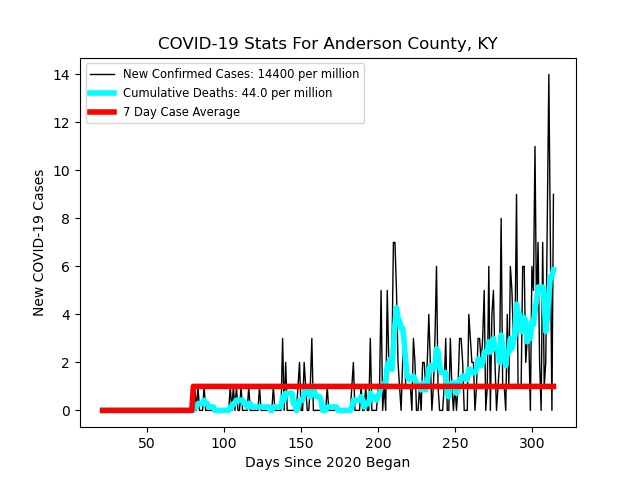 COVID-19 Stats For Anderson County, KY
New Confirmed Cases: 14400 per million
Cumulative Deaths: 44.0 per million
7 Day Case Average
New COVID-19 Cases
14
12
10
8
6
4
2
0
50
100
150
200
250
300
Days Since 2020 Began